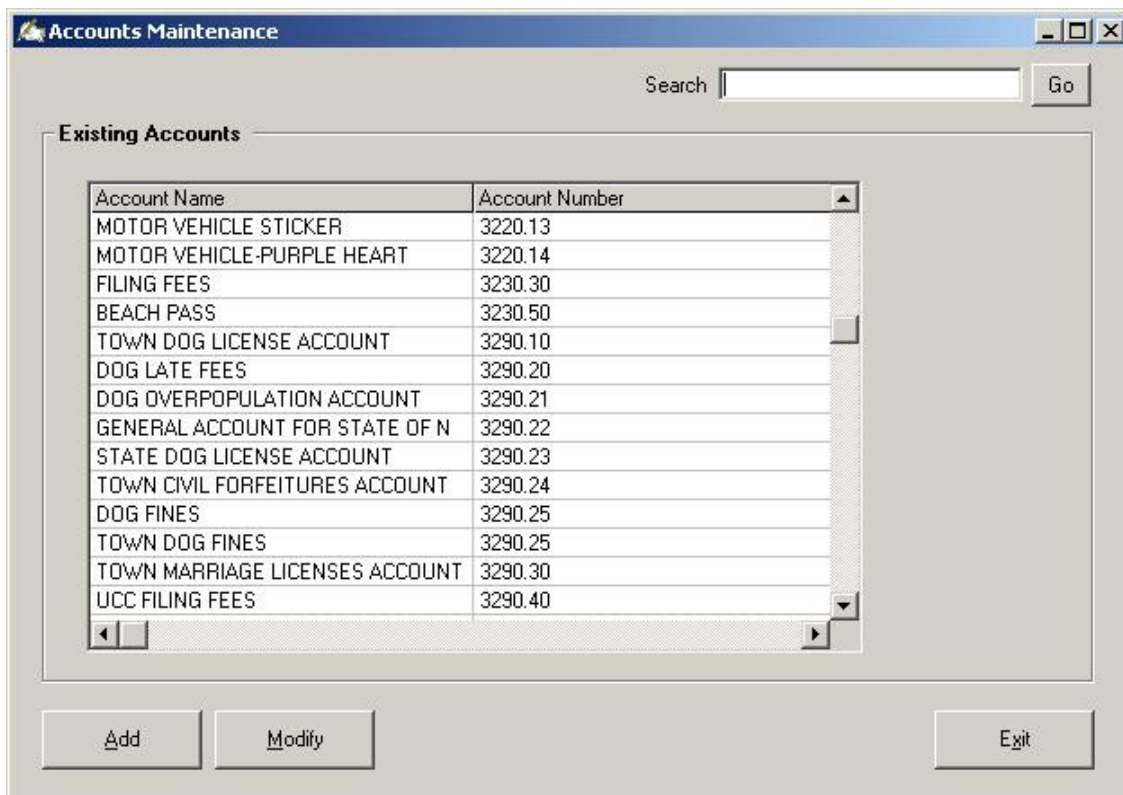 Accounts Maintenance
Search Go
Existing Accounts
Account Name Account Number
MOTOR VEHICLE STICKER 3220.13
MOTOR VEHICLE-PURPLE HEART 3220.14
FILING FEES 3230.30
BEACH PASS 3230.50
TOWN DOG LICENSE ACCOUNT 3290.10
DOG LATE FEES 3290.20
DOG OVERPOPULATION ACCOUNT 3290.21
GENERAL ACCOUNT FOR STATE OF N 3290.22
STATE DOG LICENSE ACCOUNT 3290.23
TOWN CIVIL FORFEITURES ACCOUNT 3290.24
DOG FINES 3290.25
TOWN DOG FINES 3290.25
TOWN MARRIAGE LICENSES ACCOUNT 3290.30
UCC FILING FEES 3290.40
Add Modify Exit